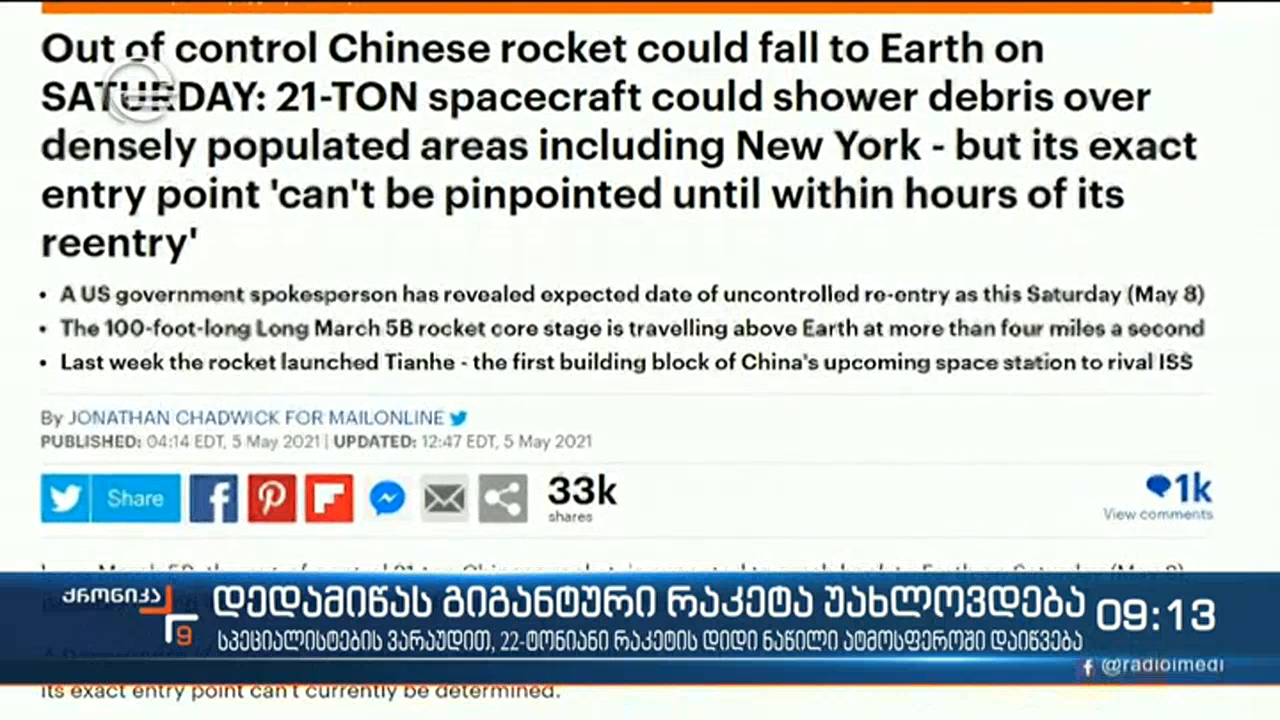 Out of control Chinese rocket could fall to Earth on
SATURDAY: 21-TON spacecraft could shower debris over
densely populated areas including New York - but its exact
entry point 'can't be pinpointed until within hours of its
reentry'
• A US government spokesperson has revealed expected date of uncontrolled re-entry as this Saturday (May 8)
• The 100-foot-long Long March 5B rocket core stage is travelling above Earth at more than four miles a second
• Last week the rocket launched Tianhe - the first building block of China's upcoming space station to rival ISS
By JONATHAN CHADWICK FOR MAILONLINE
PUBLISHED: 04:14 EDT, 5 May 2021 | UPDATED: 12:47 EDT, 5 May 2021
Share
33k
shares
1k
View comments
ქრონიკა
9
დედამიწას გიგანტური რაკეტა უახლოვდება
09:13
სპეციალისტების ვარაუდით, 22-ტონიანი რაკეტის დიდი ნაწილი ატმოსფეროში დაიწვება
@radioimedi
its exact entry point can't currently be determined.